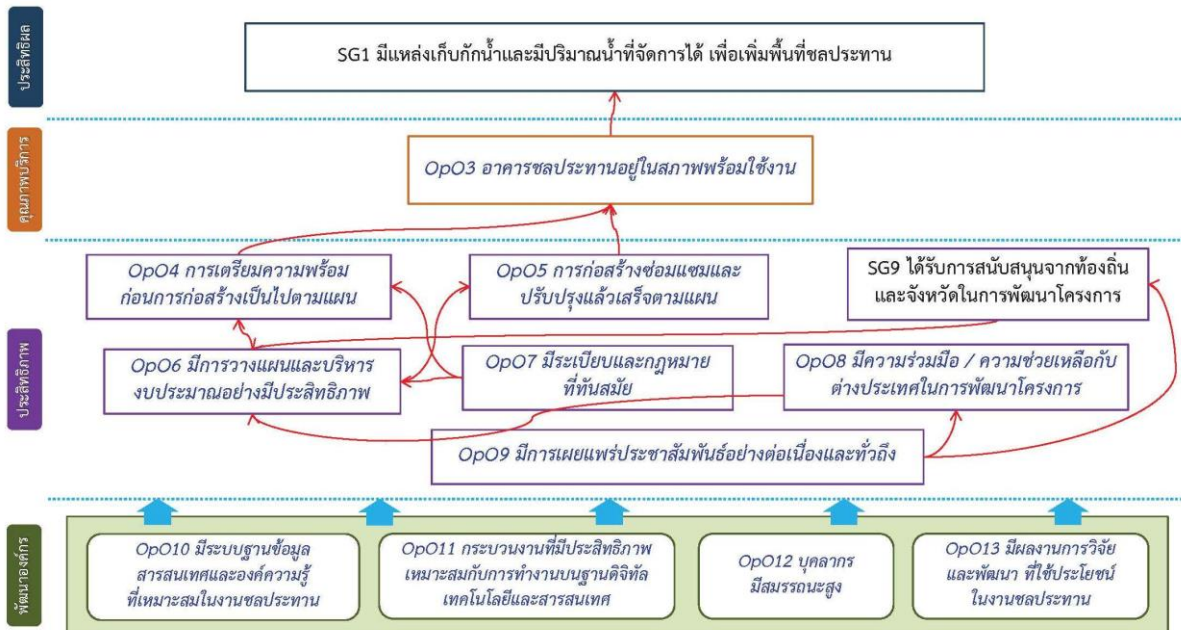 ประสิทธิผล
SG1 มีแหล่งเก็บกักน้ำและมีปริมาณน้ำที่จัดการได้ เพื่อเพิ่มพื้นที่ชลประทาน
คุณภาพบริการ
OpO3 อาคารชลประทานอยู่ในสภาพพร้อมใช้งาน
ประสิทธิภาพ
OpO4 การเตรียมความพร้อม
ก่อนการก่อสร้างเป็นไปตามแผน
OpO5 การก่อสร้างซ่อมแซมและ
ปรับปรุงแล้วเสร็จตามแผน
SG9 ได้รับการสนับสนุนจากท้องถิ่น
และจังหวัดในการพัฒนาโครงการ
OpO6 มีการวางแผนและบริหาร
งบประมาณอย่างมีประสิทธิภาพ
OpO7 มีระเบียบและกฎหมาย
ที่ทันสมัย
OpO8 มีความร่วมมือ / ความช่วยเหลือกับ
ต่างประเทศในการพัฒนาโครงการ
OpO9 มีการเผยแพร่ประชาสัมพันธ์อย่างต่อเนื่องและทั่วถึง
พัฒนาองค์กร
OpO10 มีระบบฐานข้อมูล
สารสนเทศและองค์ความรู้
ที่เหมาะสมในงานชลประทาน
OpO11 กระบวนงานที่มีประสิทธิภาพ
เหมาะสมกับการทำงานบนฐานดิจิทัล
เทคโนโลยีและสารสนเทศ
OpO12 บุคลากร
มีสมรรถนะสูง
OpO13 มีผลงานการวิจัย
และพัฒนา ที่ใช้ประโยชน์
ในงานชลประทาน